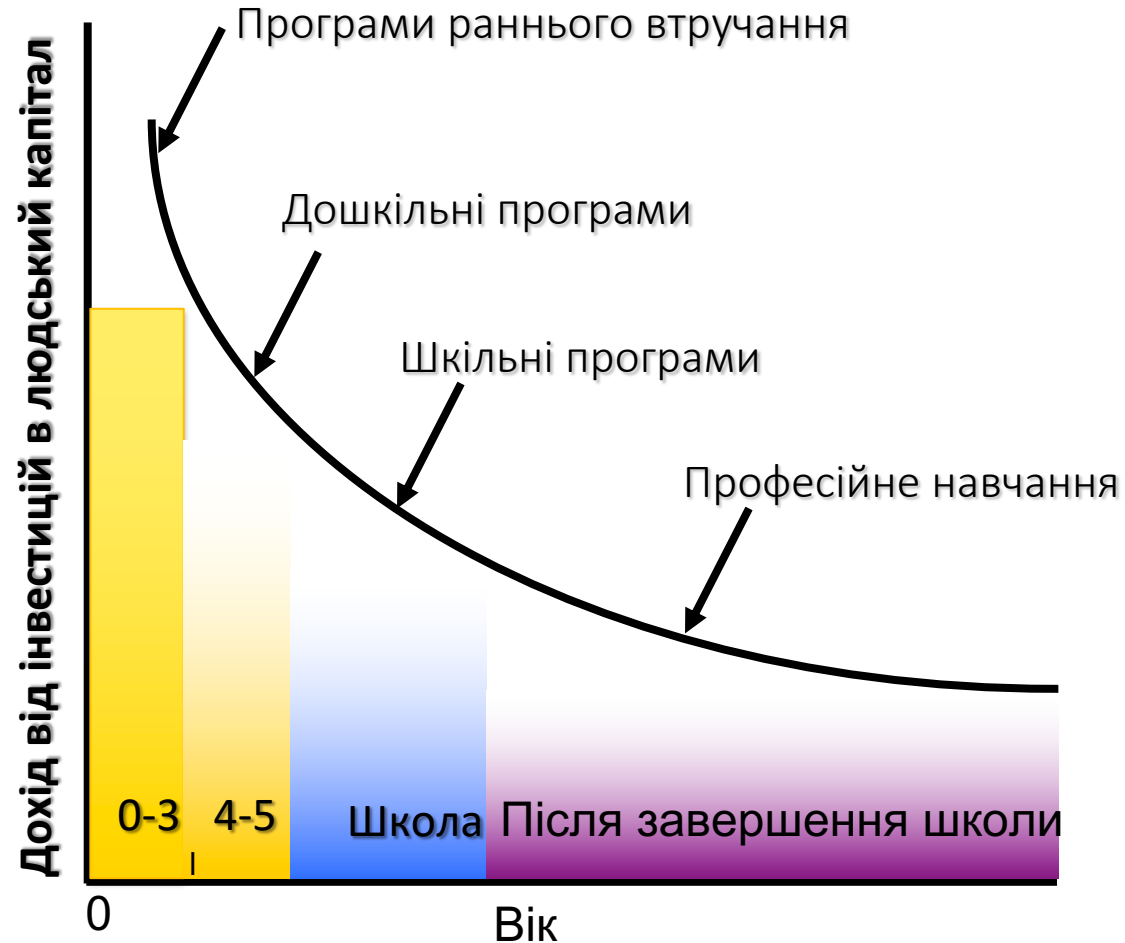 Програми раннього втручання
Дохід від інвестицій в людський капітал
Дошкільні програми
Шкільні програми
Професійне навчання
0-3
4-5
Школа
Після завершення школи
0
Вік